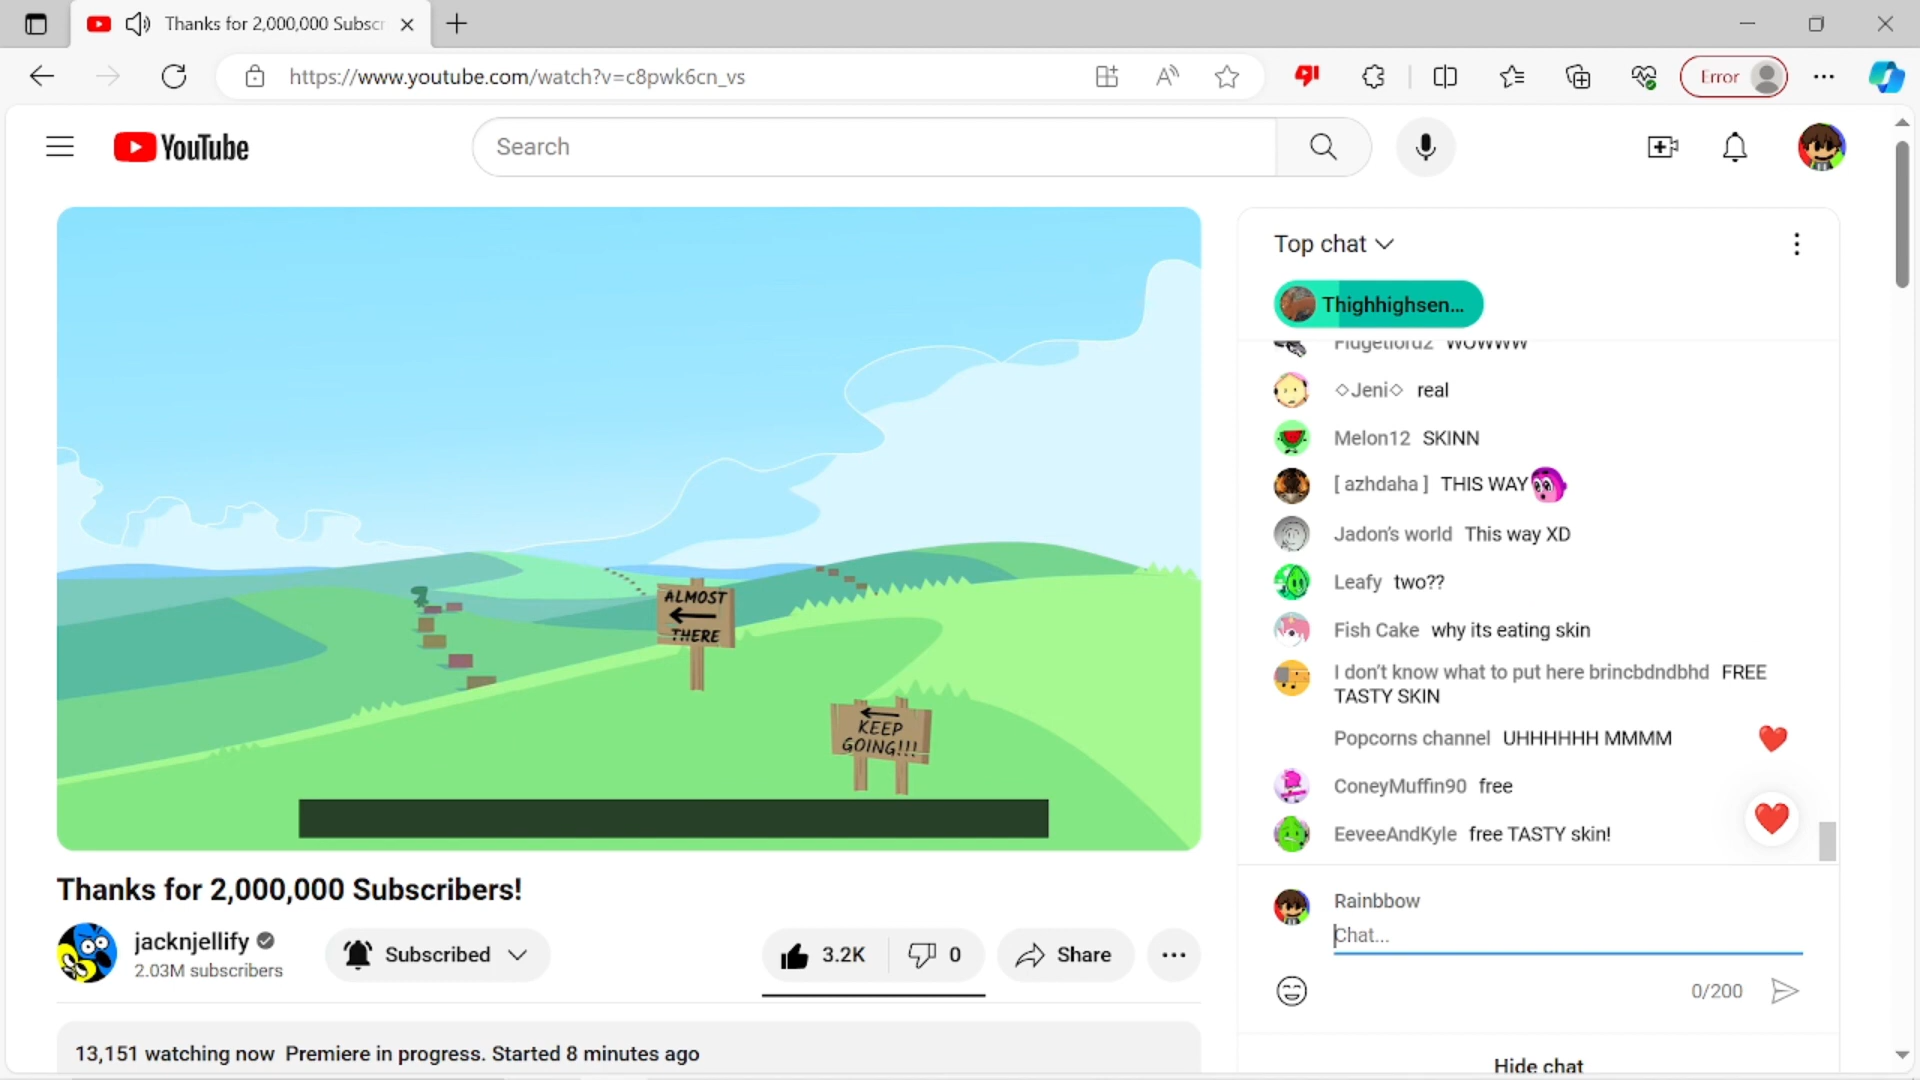 Thanks for 2,000,000 Subscr
https://www.youtube.com/watch?v=c8pwk6cn_vs
Error
YouTube
Search
Top chat
Thighhighsen...
WOWWW
◇Jeni◇ real
Melon12 SKINN
[ azhdaha ] THIS WAY
Jadon's world This way XD
Leafy two??
Fish Cake why its eating skin
I don't know what to put here brincbdndbhd FREE
TASTY SKIN
Popcorns channel UHHHHHH MMMM
ConeyMuffin90 free
EeveeAndKyle free TASTY skin!
Rainbbow
Chat...
0/200
Hide chat
ALMOST
THERE
KEEP
GOING!!!
2
Thanks for 2,000,000 Subscribers!
jacknjellify
2.03M subscribers
Subscribed
3.2K
0
Share
13,151 watching now Premiere in progress. Started 8 minutes ago